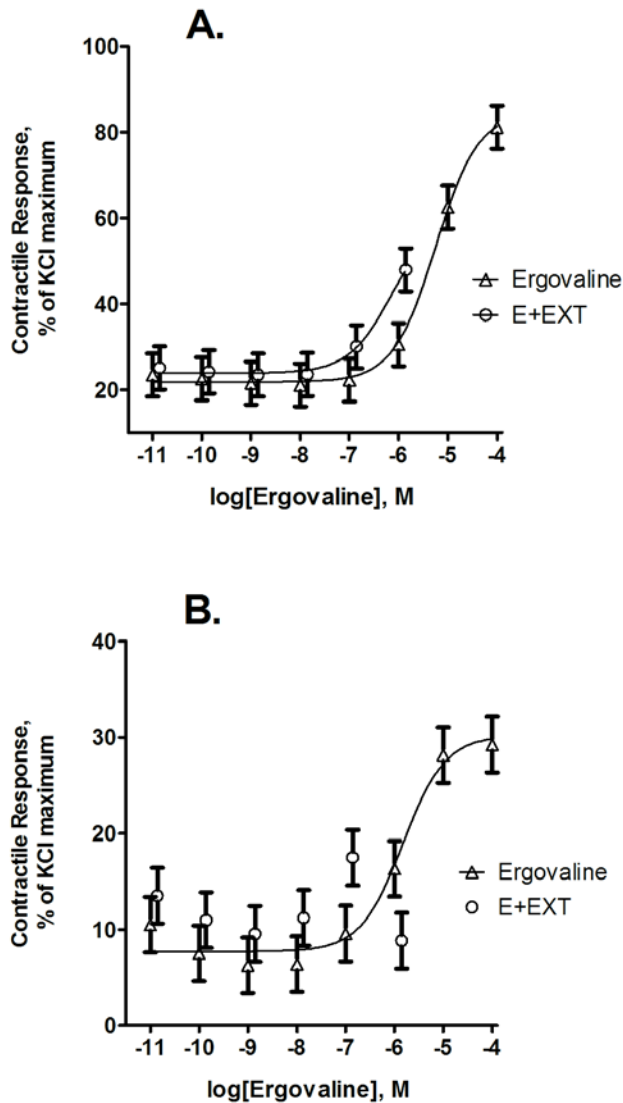 A.
Contractile Response,
% of KCl maximum
100
80
60
40
20
Ergovaline
E+EXT
-11 -10 -9 -8 -7 -6 -5 -4
log[Ergovaline], M
B.
Contractile Response,
% of KCl maximum
40
30
20
10
0
Ergovaline
E+EXT
-11 -10 -9 -8 -7 -6 -5 -4
log[Ergovaline], M